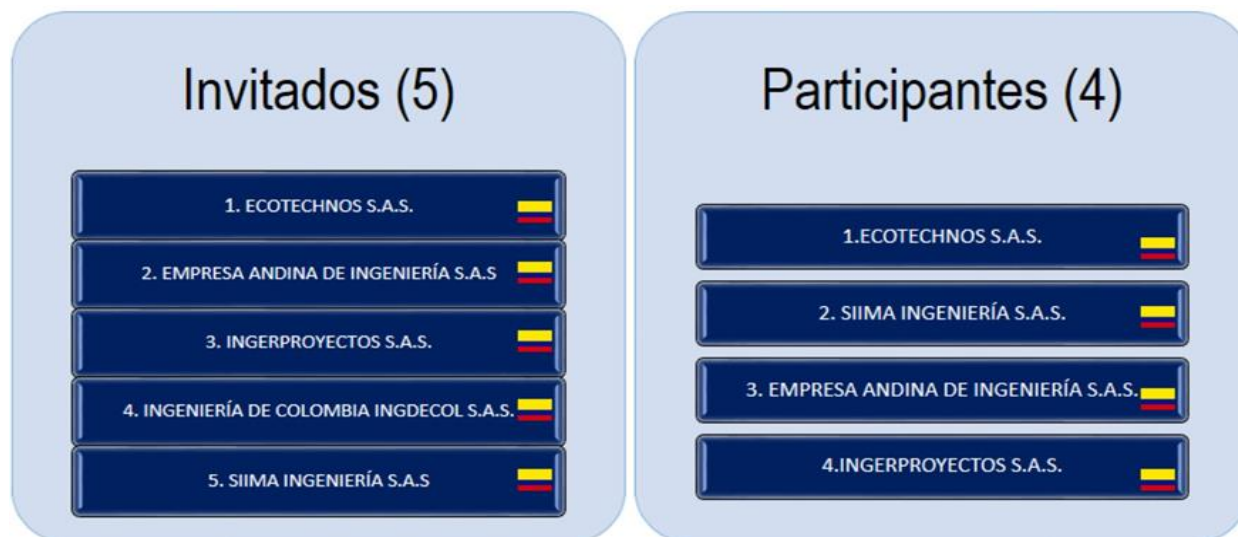 Invitados (5)
1. ECOTECHNOS S.A.S.
2. EMPRESA ANDINA DE INGENIERÍA S.A.S
3. INGERPROYECTOS S.A.S.
4. INGENIERÍA DE COLOMBIA INGDECOL S.A.S.
5. SIIMA INGENIERÍA S.A.S
Participantes (4)
1.ECOTECHNOS S.A.S.
2. SIIMA INGENIERÍA S.A.S.
3. EMPRESA ANDINA DE INGENIERÍA S.A.S.
4.INGERPROYECTOS S.A.S.